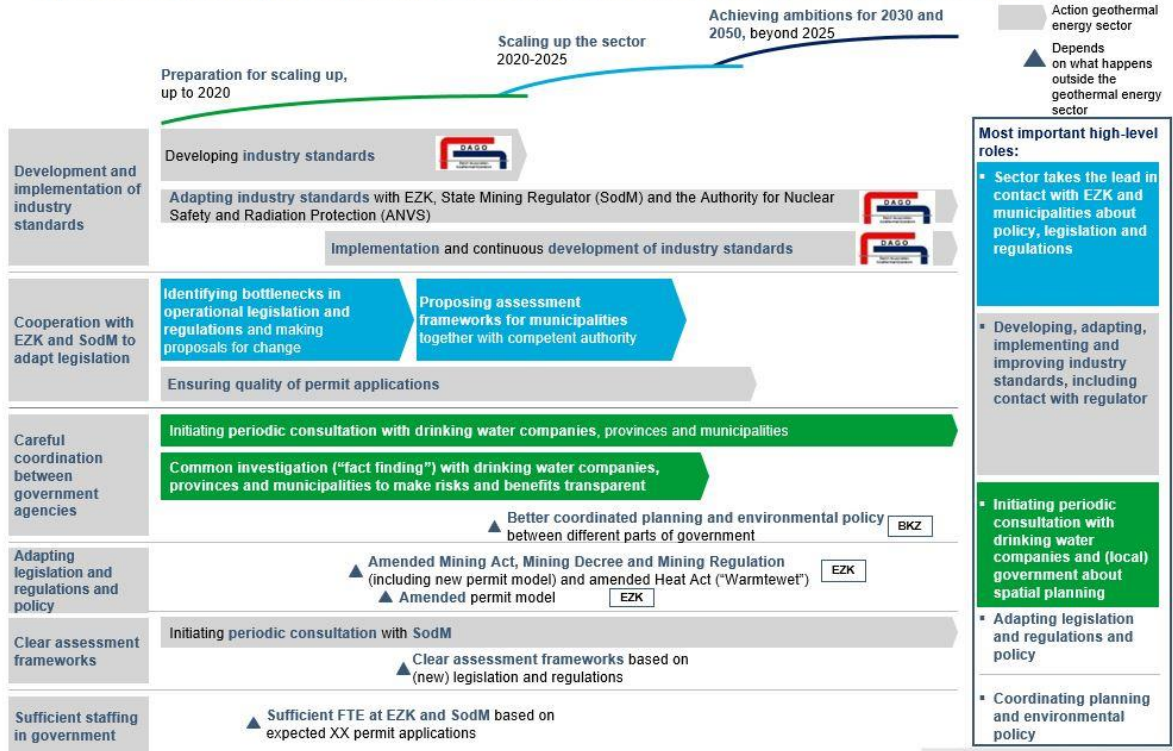 Achieving ambitions for 2030 and
2050, beyond 2025
Scaling up the sector
2020-2025
Preparation for scaling up,
up to 2020
Action geothermal
energy sector
Depends
on what happens
outside the
geothermal energy
sector
Development and
implementation of
industry
standards
Developing industry standards
DAGO
Adapting industry standards with EZK, State Mining Regulator (SodM) and the Authority for Nuclear
Safety and Radiation Protection (ANVS)
DAGO
Implementation and continuous development of industry standards
DAGO
Cooperation with
EZK and SodM to
adapt legislation
Identifying bottlenecks in
operational legislation and
regulations and making
proposals for change
Proposing assessment
frameworks for municipalities
together with competent authority
Ensuring quality of permit applications
Careful
coordination
between
government
agencies
Initiating periodic consultation with drinking water companies, provinces and municipalities
Common investigation (“fact finding”) with drinking water companies,
provinces and municipalities to make risks and benefits transparent
Better coordinated planning and environmental policy
between different parts of government
BKZ
Adapting
legislation and
regulations and
policy
Amended Mining Act, Mining Decree and Mining Regulation
(including new permit model) and amended Heat Act (“Warmtewet”)
EZK
Amended permit model
EZK
Clear assessment
frameworks
Initiating periodic consultation with SodM
Clear assessment frameworks based on
(new) legislation and regulations
Sufficient staffing
in government
Sufficient FTE at EZK and SodM based on
expected XX permit applications
Most important high-level
roles:
▪ Sector takes the lead in
contact with EZK and
municipalities about
policy, legislation and
regulations
▪ Developing, adapting,
implementing and
improving industry
standards, including
contact with regulator
▪ Initiating periodic
consultation with
drinking water
companies and (local)
government about
spatial planning
▪ Adapting legislation
and regulations and
policy
▪ Coordinating planning
and environmental
policy